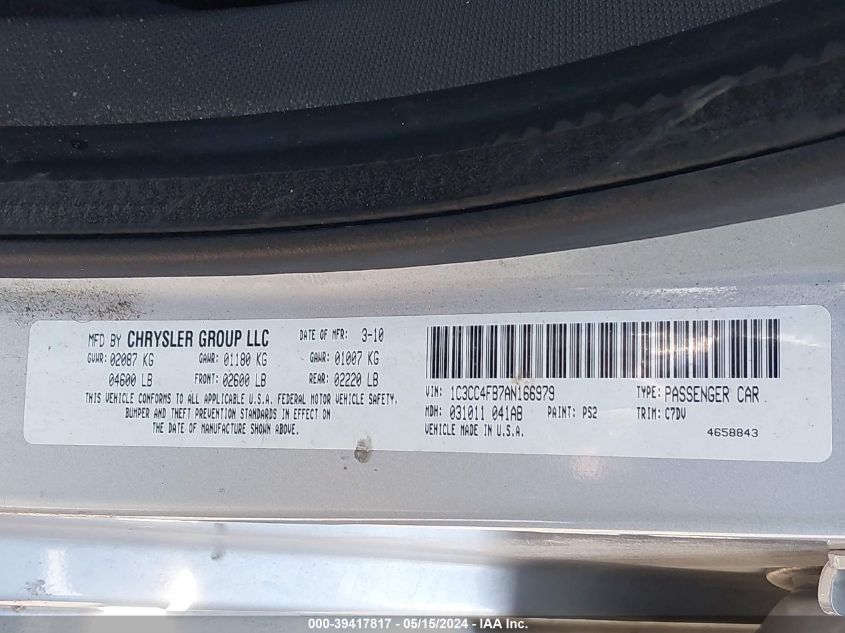 MFD BY CHRYSLER GROUP LLC DATE OF MFR: 3-10
GVWR: 02087 KG GAWR: 01180 KG GAWR: 01007 KG
04600 LB FRONT: 02600 LB REAR: 02220 LB
THIS VEHICLE CONFORMS TO ALL APPLICABLE U.S.A. FEDERAL MOTOR VEHICLE SAFETY,
BUMPER AND THEFT PREVENTION STANDARDS IN EFFECT ON
THE DATE OF MANUFACTURE SHOWN ABOVE.
VIN: 1C3CC4FB7AN166979 TYPE: PASSENGER CAR
MDH: 031011 041AB PAINT: PS2 TRIM: C7DV
VEHICLE MADE IN U.S.A. 4658843
000-39417817 - 05/15/2024 - IAA Inc.